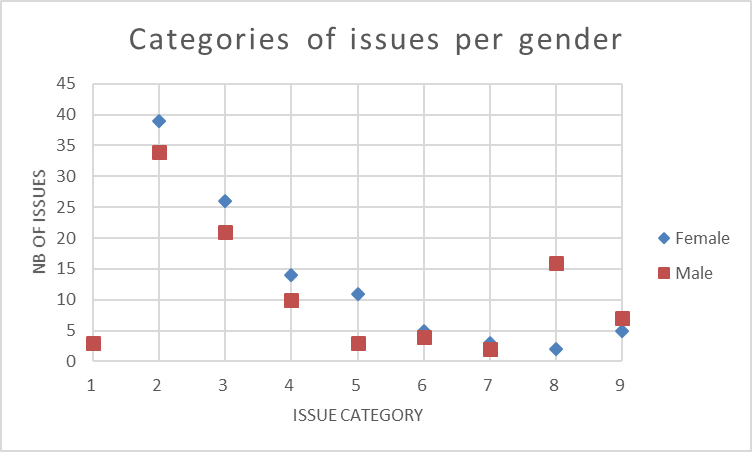 Categories of issues per gender
45
40
35
30
25
20
15
10
5
0
NB OF ISSUES
1 2 3 4 5 6 7 8 9
ISSUE CATEGORY
Female
Male